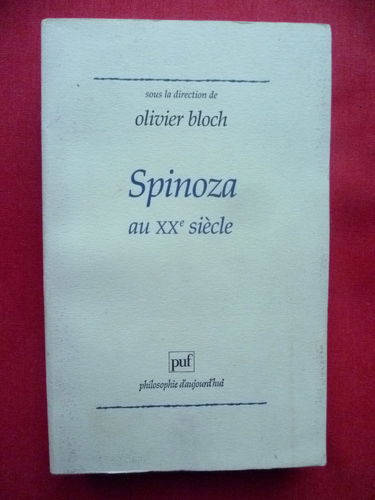 sous la direction de
olivier bloch
Spinoza
au XXe siècle
puf
philosophie d'aujourd'hui